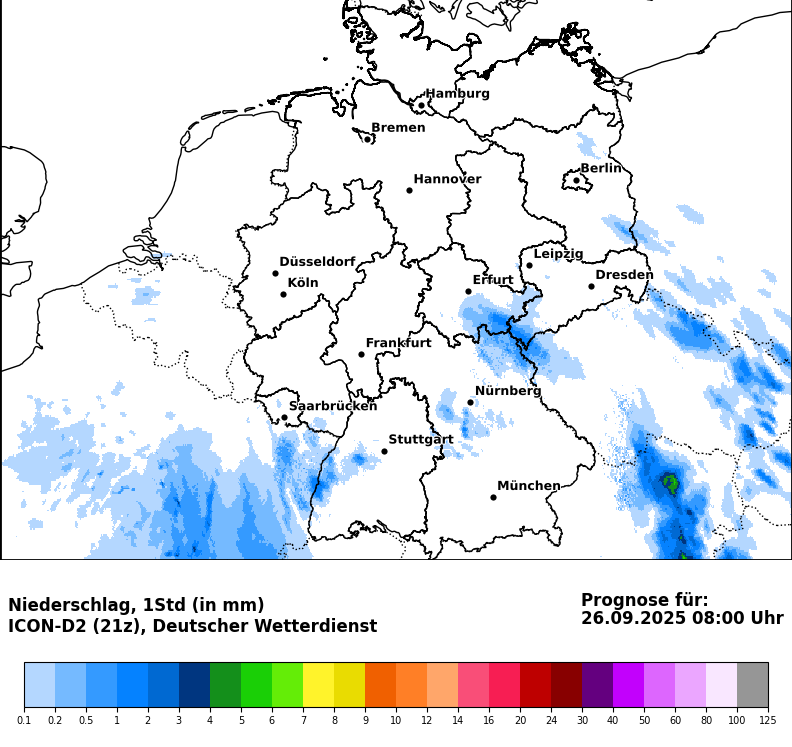 Hamburg
Bremen
Berlin
Hannover
Leipzig
Düsseldorf
Dresden
Köln
Erfurt
Frankfurt
Nürnberg
Saarbrücken
Stuttgart
München
Niederschlag, 1Std (in mm)
ICON-D2 (21z), Deutscher Wetterdienst
Prognose für:
26.09.2025 08:00 Uhr
0.1 0.2 0.5 1 2 3 4 5 6 7 8 9 10 12 14 16 20 24 30 40 50 60 80 100 125